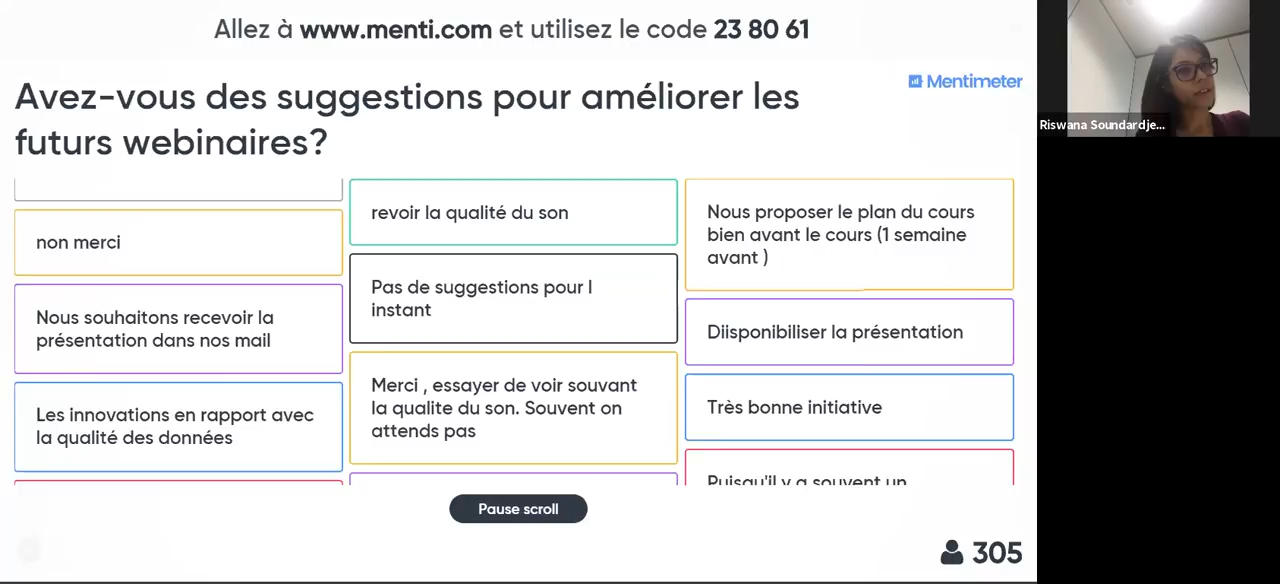 Allez à www.menti.com et utilisez le code 23 80 61
Mentimeter
Avez-vous des suggestions pour améliorer les
futurs webinaires?
non merci
Nous souhaitons recevoir la
présentation dans nos mail
Les innovations en rapport avec
la qualité des données
revoir la qualité du son
Pas de suggestions pour l
instant
Merci , essayer de voir souvant
la qualite du son. Souvent on
attends pas
Nous proposer le plan du cours
bien avant le cours (1 semaine
avant )
Diisponibiliser la présentation
Très bonne initiative
Puisqu'il y a souvent un
Pause scroll
305
Riswana Soundardje...